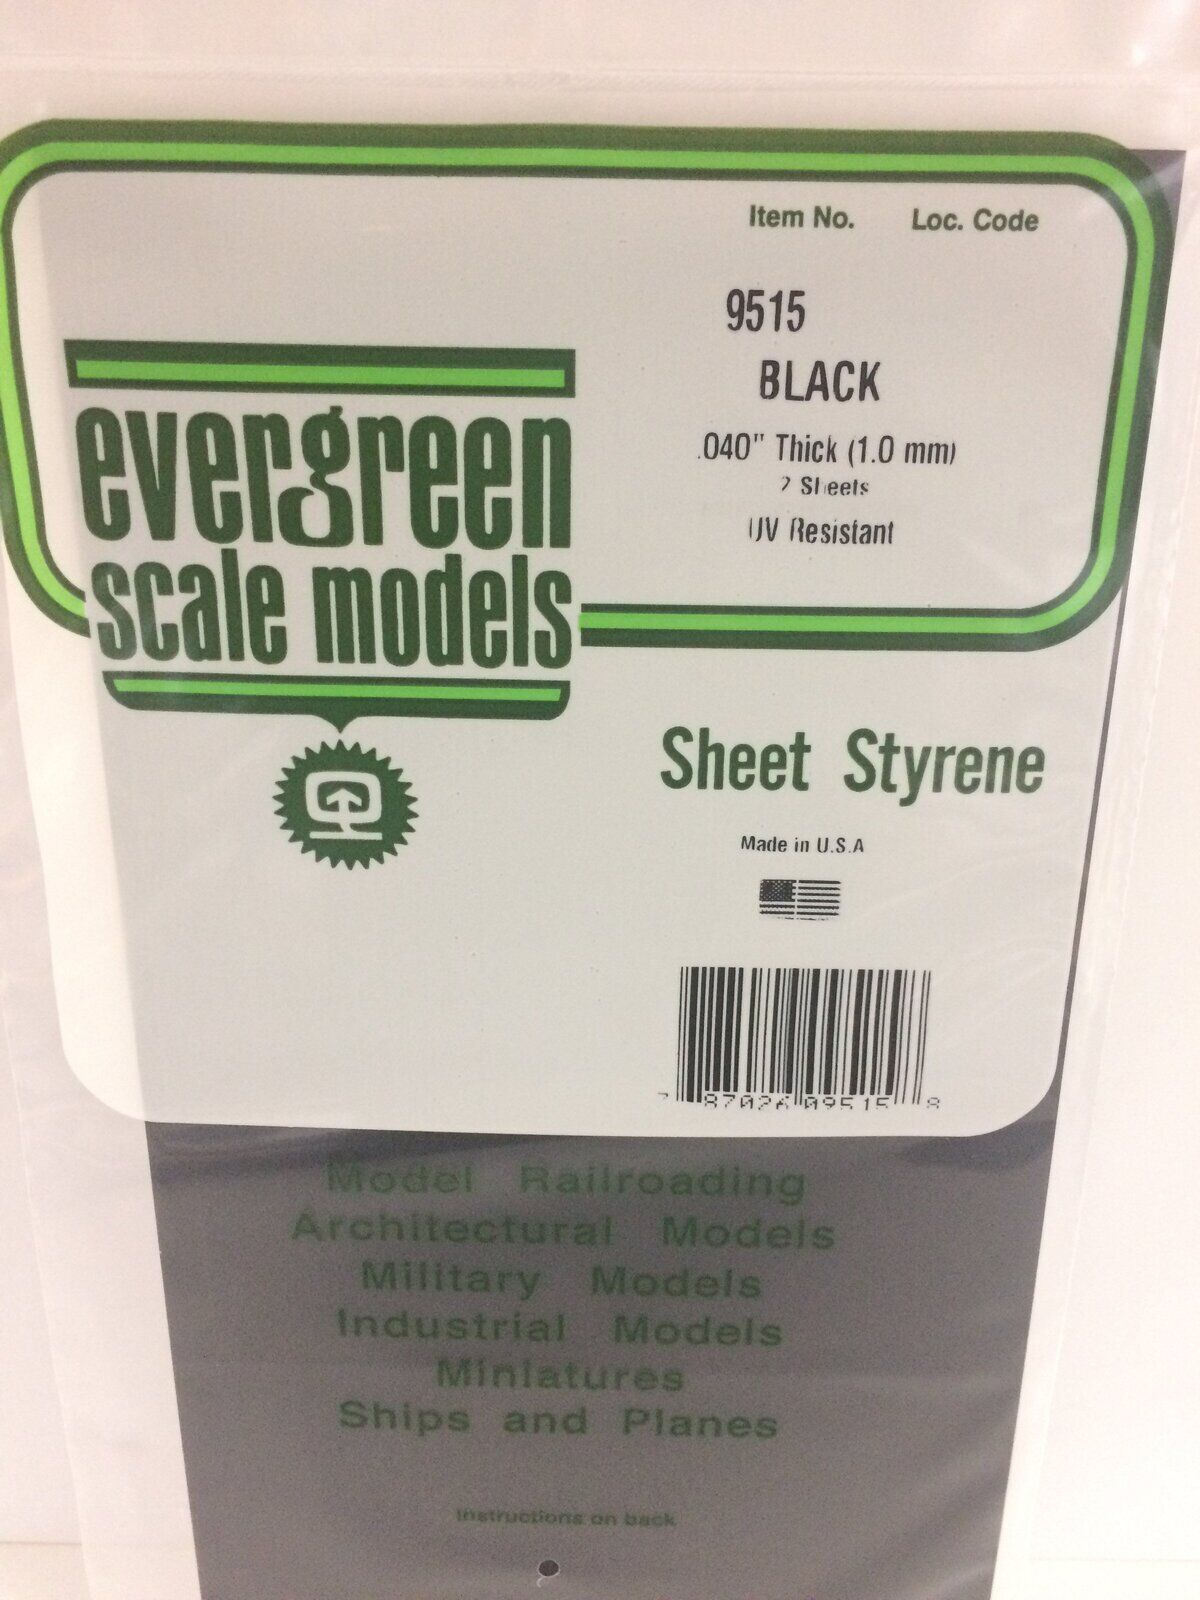 Item No. Loc. Code
9515
BLACK
.040" Thick (1.0 mm)
2 Sheets
UV Resistant
evergreen
scale models
Sheet Styrene
Made in U.S.A
7 87026 09515 8
Model Railroading
Architectural Models
Military Models
Industrial Models
Miniatures
Ships and Planes
Instructions on back